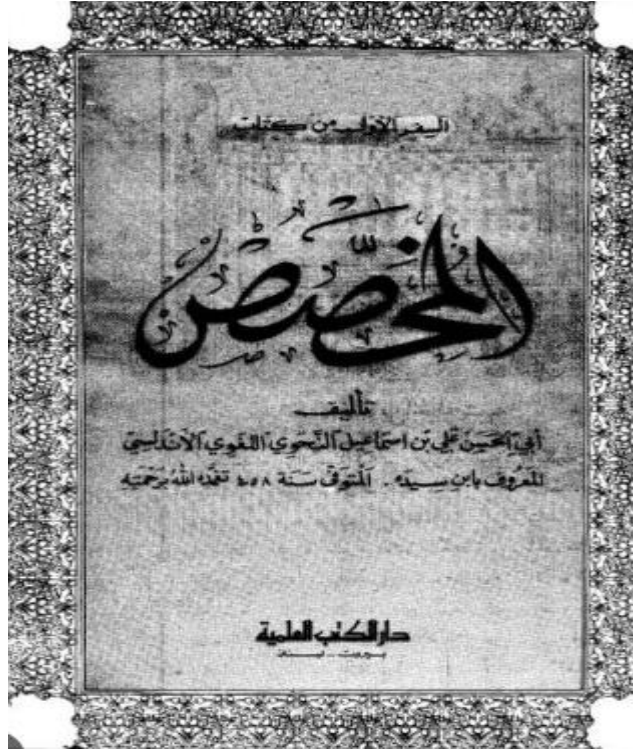 السفر الأول من كتاب
المخصّص
تأليف
أبي الحسن علي بن اسماعيل النحوي اللغوي الأندلسي
المعروف بابن سيده . المتوفى سنة ٤٥٨ تغمده الله برحمته
دار الكتب العلمية
بيروت - لبنان